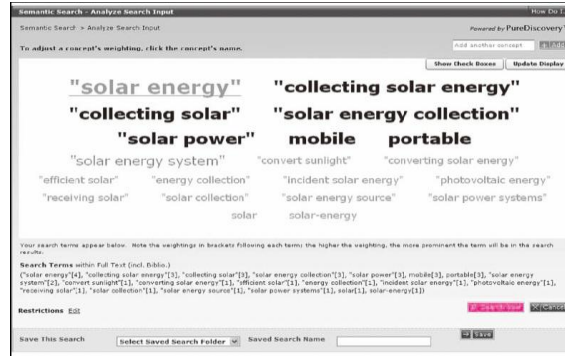 Semantic Search - Analyze Search Input How Do I
Semantic Search > Analyze Search Input Powered by PureDiscovery
To adjust a concept's weighting, click the concept's name. Add another concept Add
Show Check Boxes Update Display
"solar energy" "collecting solar energy"
"collecting solar" "solar energy collection"
"solar power" mobile portable
"solar energy system" "convert sunlight" "converting solar energy"
"efficient solar" "energy collection" "incident solar energy" "photovoltaic energy"
"receiving solar" "solar collection" "solar energy source" "solar power systems"
solar solar-energy
Your search terms appear below. Note the weightings in brackets following each term; the higher the weighting, the more prominent the term will be in the search
results.
Search Terms within Full Text (incl. Biblio.)
("solar energy"[4], "collecting solar energy"[3], "collecting solar"[3], "solar energy collection"[3], "solar power"[3], mobile[3], portable[3], "solar energy
system"[2], "convert sunlight"[1], "converting solar energy"[1], "efficient solar"[1], "energy collection"[1], "incident solar energy"[1], "photovoltaic energy"[1],
"receiving solar"[1], "solar collection"[1], "solar energy source"[1], "solar power systems"[1], solar[1], solar-energy[1])
Restrictions Edit Search Now Cancel
Save This Search Select Saved Search Folder Saved Search Name Save